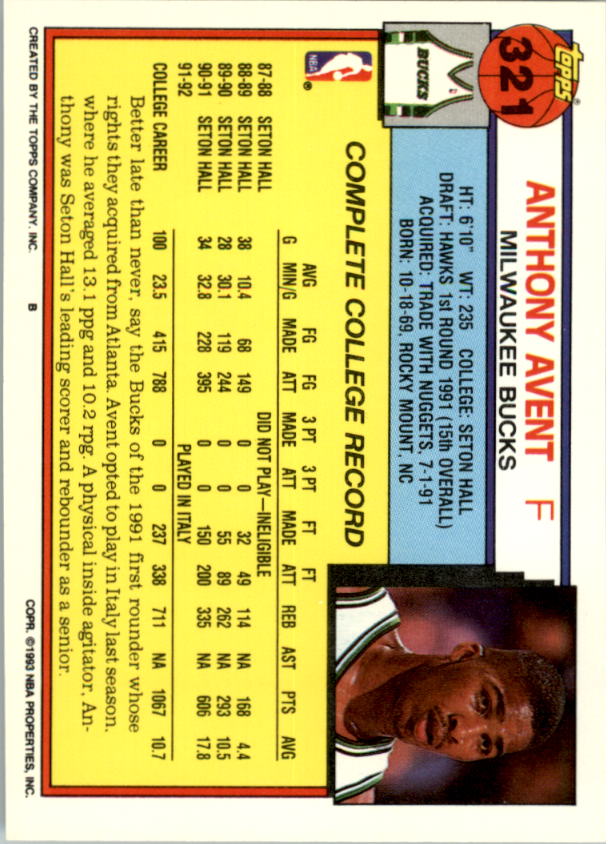 topps®
321
ANTHONY AVENT F
MILWAUKEE BUCKS
BUCKS
HT: 6'10" WT: 235 COLLEGE: SETON HALL
DRAFT: HAWKS 1ST ROUND 1991 (15th OVERALL)
ACQUIRED: TRADE WITH NUGGETS, 7-1-91
BORN: 10-18-69, ROCKY MOUNT, NC
NBA ®
COMPLETE COLLEGE RECORD
G AVG MIN/G FG MADE FG ATT 3 PT MADE 3 PT ATT FT MADE FT ATT REB AST PTS AVG
87-88 SETON HALL DID NOT PLAY—INELIGIBLE
88-89 SETON HALL 38 10.4 68 149 0 0 32 49 114 NA 168 4.4
89-90 SETON HALL 28 30.1 119 244 0 0 55 89 262 NA 293 10.5
90-91 SETON HALL 34 32.8 228 395 0 0 150 200 335 NA 606 17.8
91-92 PLAYED IN ITALY
COLLEGE CAREER 100 23.5 415 788 0 0 237 338 711 NA 1067 10.7
Better late than never, say the Bucks of the 1991 first rounder whose
rights they acquired from Atlanta. Avent opted to play in Italy last season.
where he averaged 13.1 ppg and 10.2 rpg. A physical inside agitator, An-
thony was Seton Hall's leading scorer and rebounder as a senior.
CREATED BY THE TOPPS COMPANY, INC. B COPR. ©1993 NBA PROPERTIES, INC.